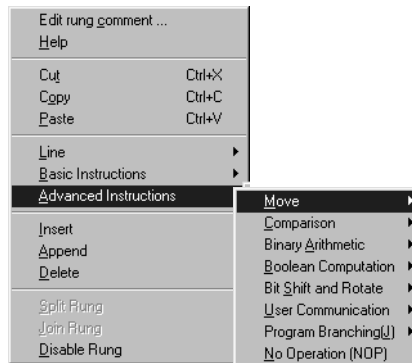 Edit rung comment ...
Help
Cut Ctrl+X
Copy Ctrl+C
Paste Ctrl+V
Line
Basic Instructions
Advanced Instructions
Insert
Append
Delete
Split Rung
Join Rung
Disable Rung
Move
Comparison
Binary Arithmetic
Boolean Computation
Bit Shift and Rotate
User Communication
Program Branching(J)
No Operation (NOP)